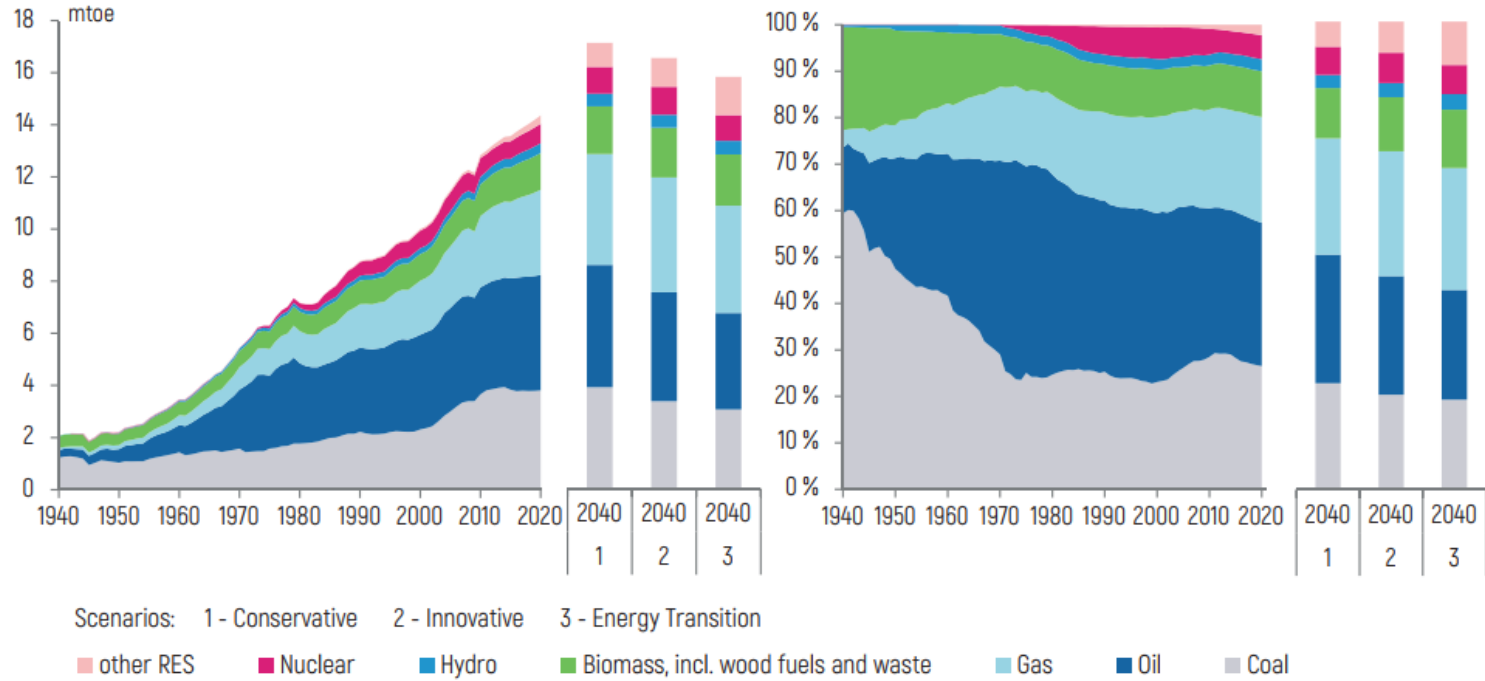 mtoe
18
16
14
12
10
8
6
4
2
0
1940 1950 1960 1970 1980 1990 2000 2010 2020
2040 2040 2040
1 2 3
100 %
90 %
80 %
70 %
60 %
50 %
40 %
30 %
20 %
10 %
0 %
1940 1950 1960 1970 1980 1990 2000 2010 2020
2040 2040 2040
1 2 3
Scenarios: 1 - Conservative 2 - Innovative 3 - Energy Transition
other RES Nuclear Hydro Biomass, incl. wood fuels and waste Gas Oil Coal